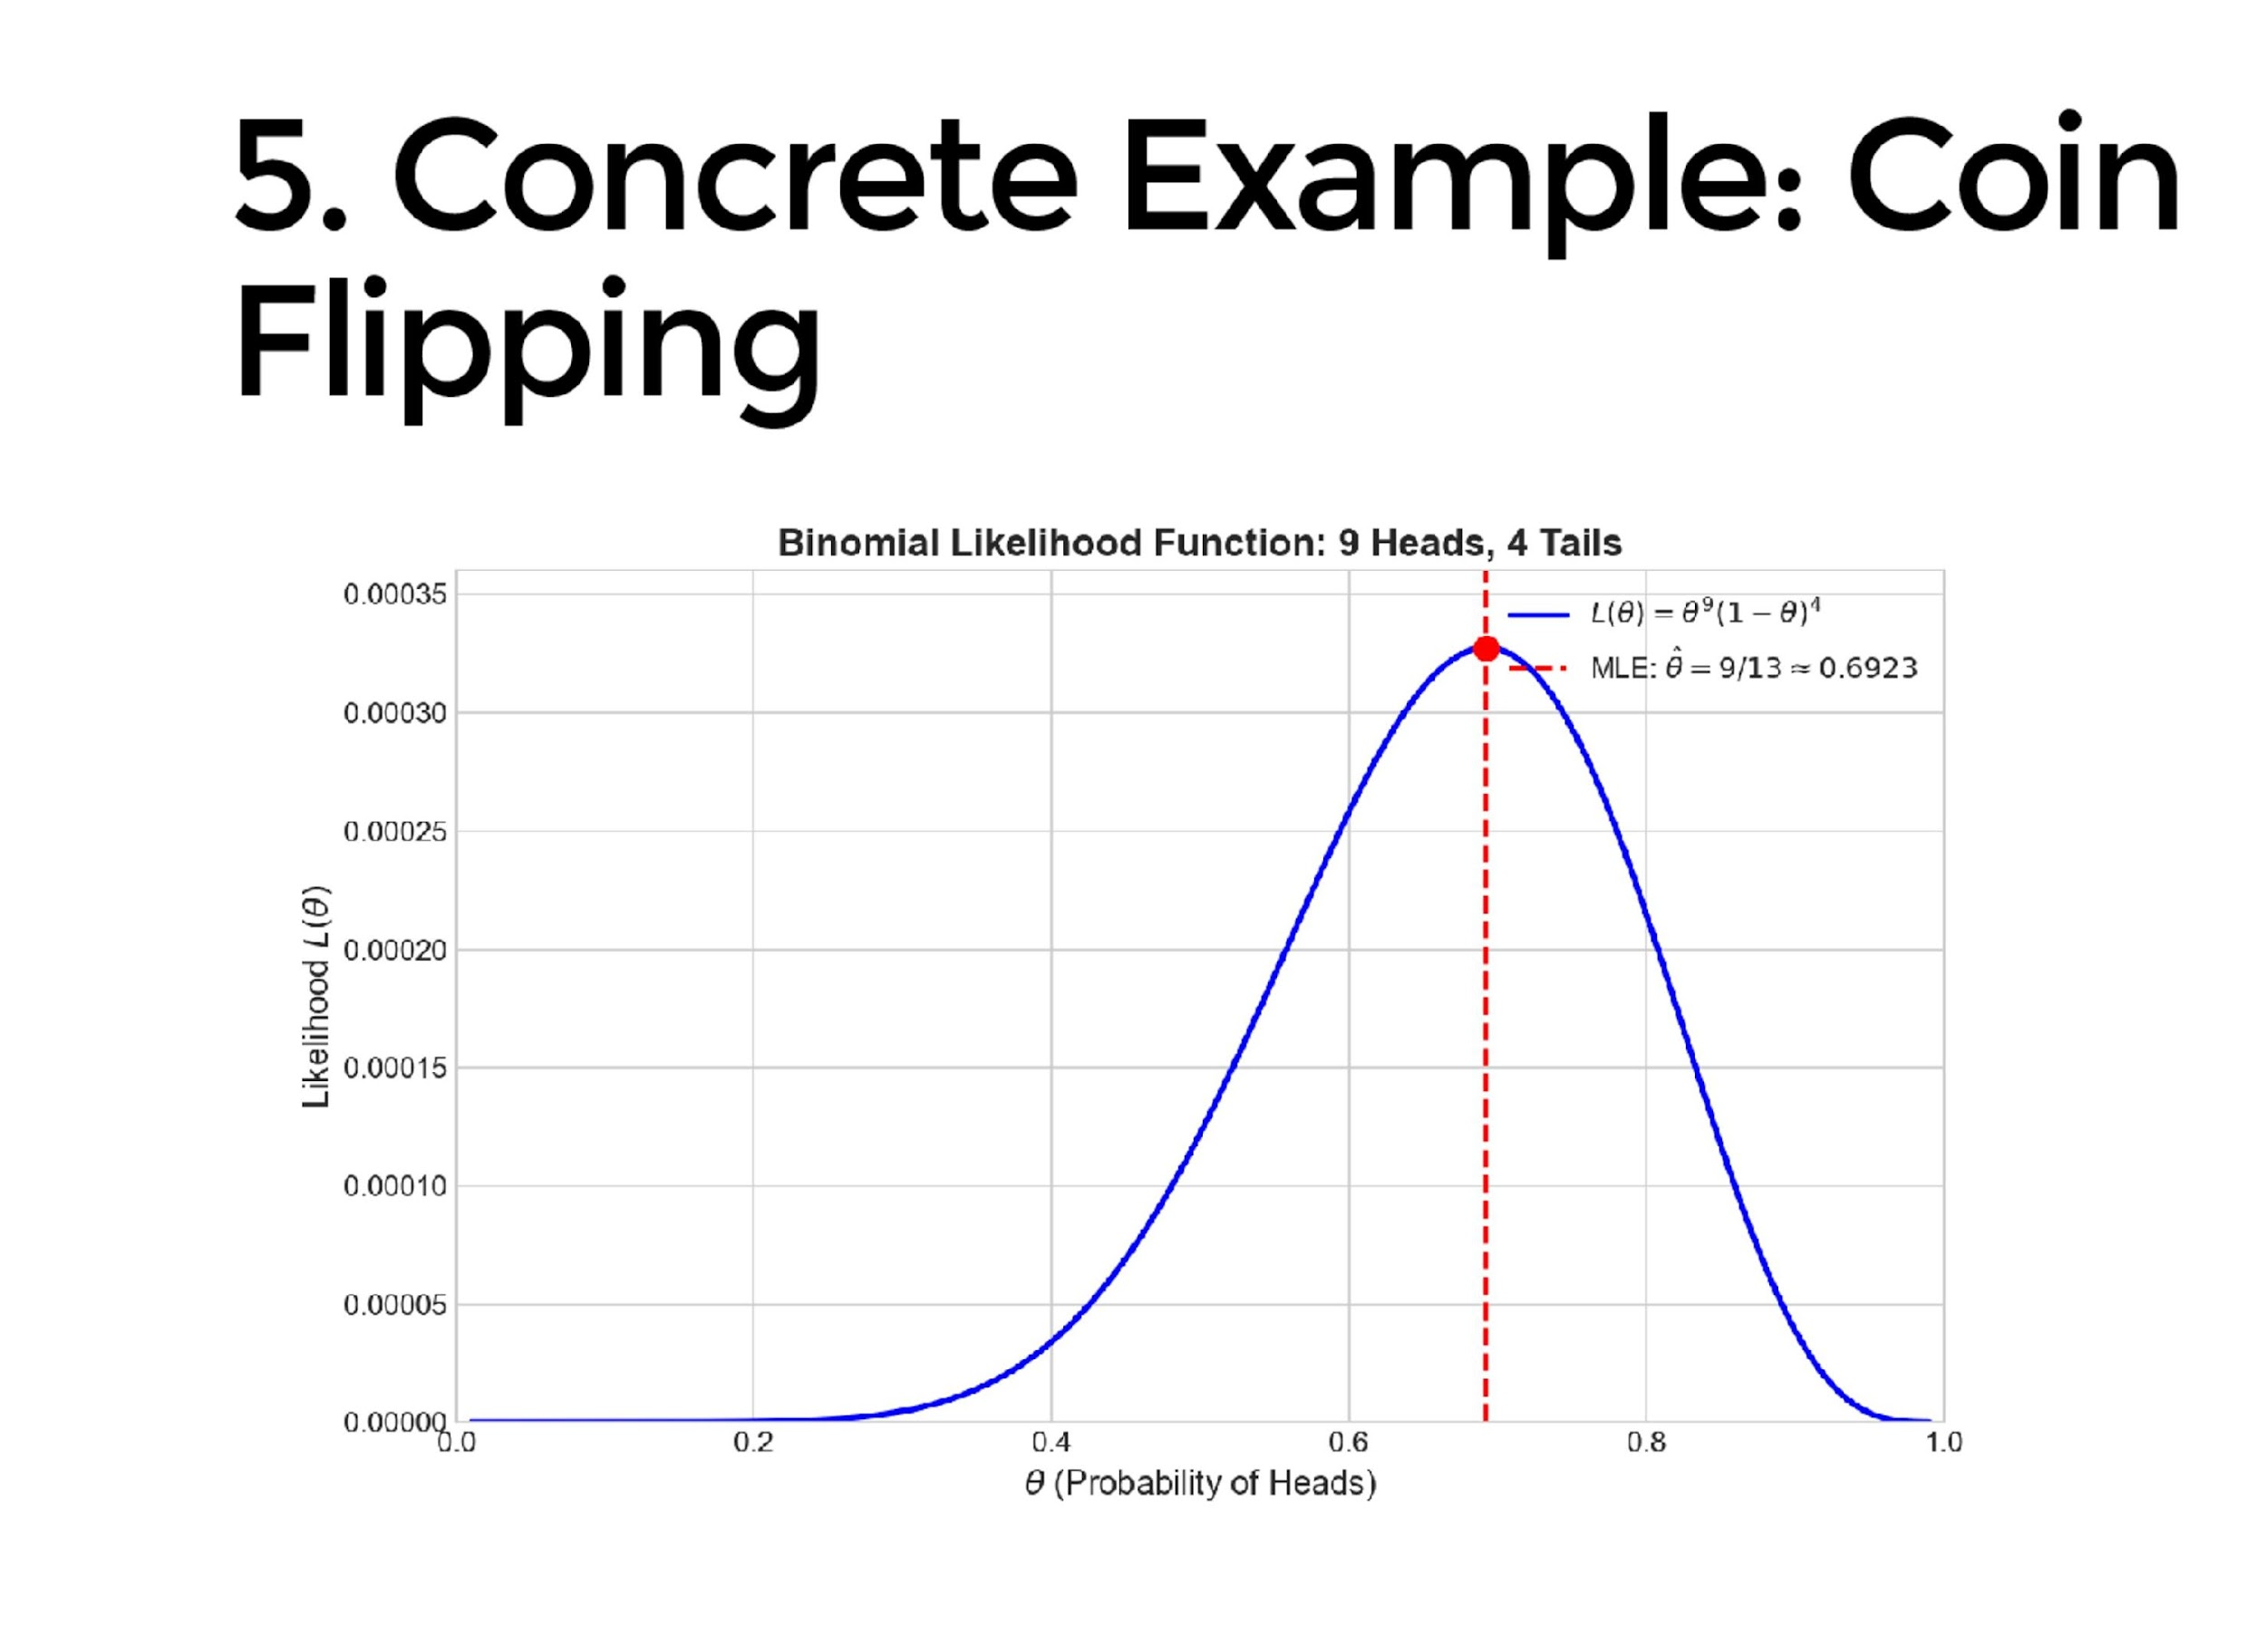 5. Concrete Example: Coin
Flipping
Binomial Likelihood Function: 9 Heads, 4 Tails
0.00035
0.00030
0.00025
0.00020
0.00015
0.00010
0.00005
0.00000
Likelihood L(θ)
L(θ) = θ⁹(1 − θ)⁴
MLE: θ̂ = 9/13 ≈ 0.6923
0.0 0.2 0.4 0.6 0.8 1.0
θ (Probability of Heads)